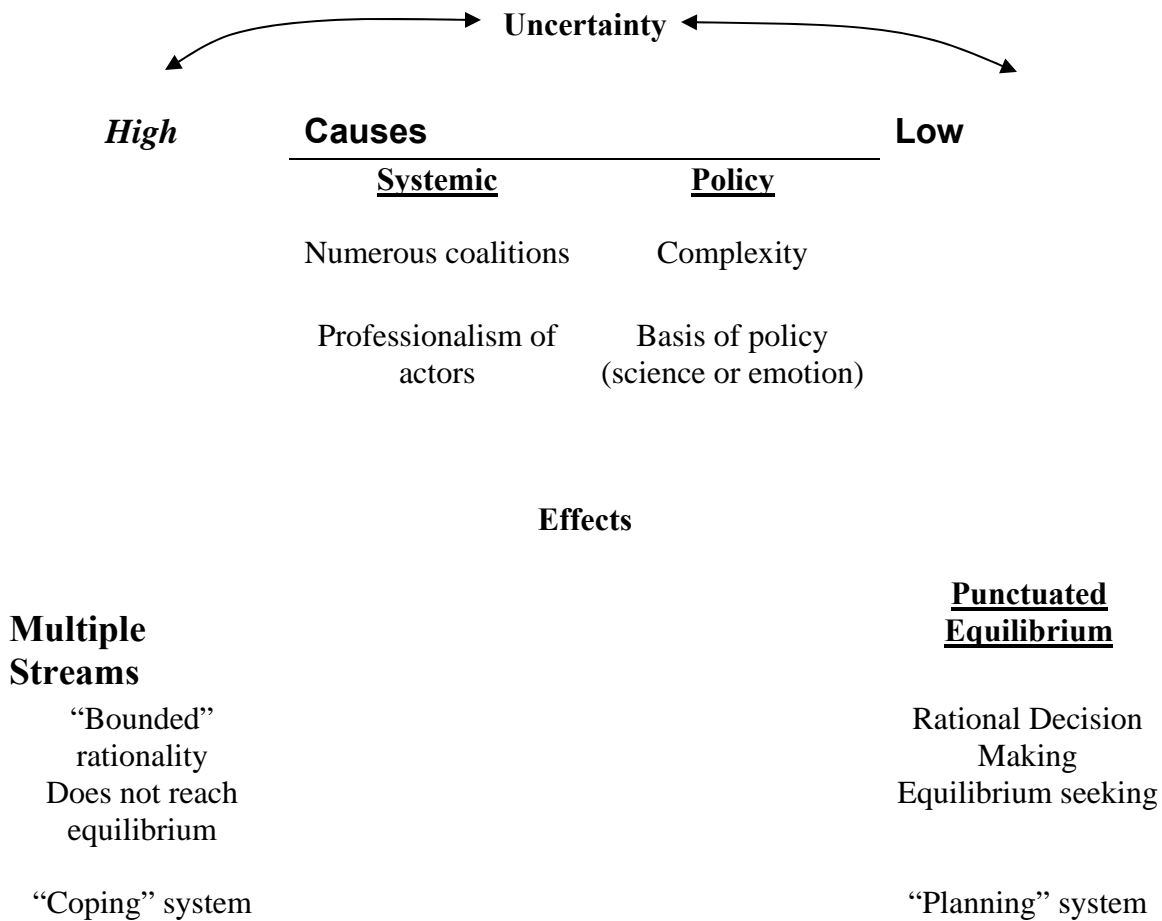 Uncertainty
High Causes Low
Systemic Policy
Numerous coalitions Complexity
Professionalism of Basis of policy
actors (science or emotion)
Effects
Punctuated
Equilibrium
Multiple
Streams
“Bounded” Rational Decision
rationality Making
Does not reach Equilibrium seeking
equilibrium
“Coping” system “Planning” system